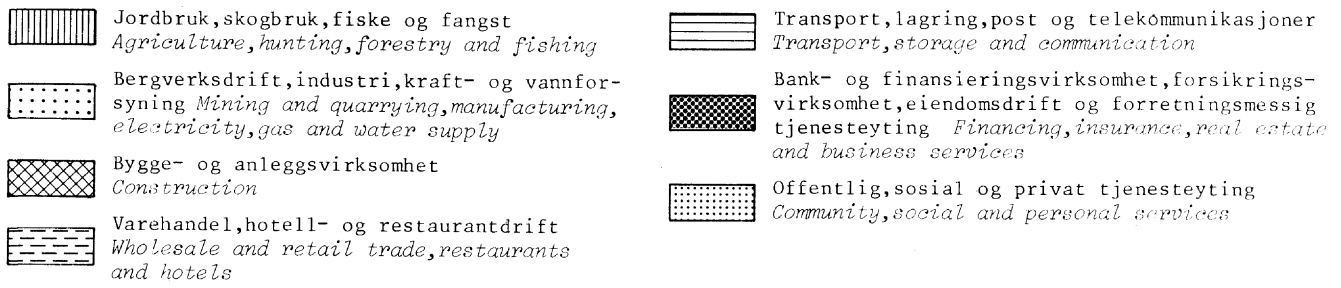 Jordbruk,skogbruk,fiske og fangst
Agriculture,hunting,forestry and fishing
Bergverksdrift,industri,kraft- og vannfor-
syning Mining and quarrying,manufacturing,
electricity,gas and water supply
Bygge- og anleggsvirksomhet
Construction
Varehandel,hotell- og restaurantdrift
Wholesale and retail trade,restaurants
and hotels
Transport,lagring,post og telekommunikasjoner
Transport,storage and communication
Bank- og finansieringsvirksomhet,forsikrings-
virksomhet,eiendomsdrift og forretningsmessig
tjenesteyting Financing,insurance,real estate
and business services
Offentlig,sosial og privat tjenesteyting
Community,social and personal services